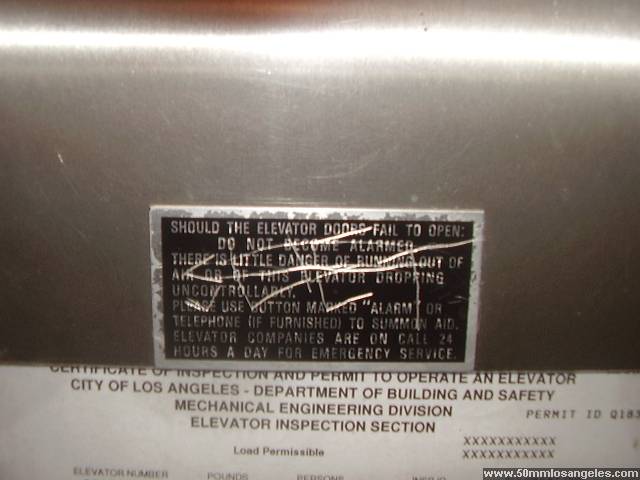 SHOULD THE ELEVATOR DOORS FAIL TO OPEN:
DO NOT BECOME ALARMED.
THERE IS LITTLE DANGER OF RUNNING OUT OF
AIR OR OF THIS ELEVATOR DROPPING
UNCONTROLLABLY.
PLEASE USE BUTTON MARKED "ALARM" OR
TELEPHONE (IF FURNISHED) TO SUMMON AID.
ELEVATOR COMPANIES ARE ON CALL 24
HOURS A DAY FOR EMERGENCY SERVICE.
CERTIFICATE OF INSPECTION AND PERMIT TO OPERATE AN ELEVATOR
CITY OF LOS ANGELES - DEPARTMENT OF BUILDING AND SAFETY
MECHANICAL ENGINEERING DIVISION
PERMIT ID Q183
ELEVATOR INSPECTION SECTION
XXXXXXXXXXX
Load Permissible
XXXXXXXXXXX
ELEVATOR NUMBER POUNDS PERSONS
www.50mmlosangeles.com